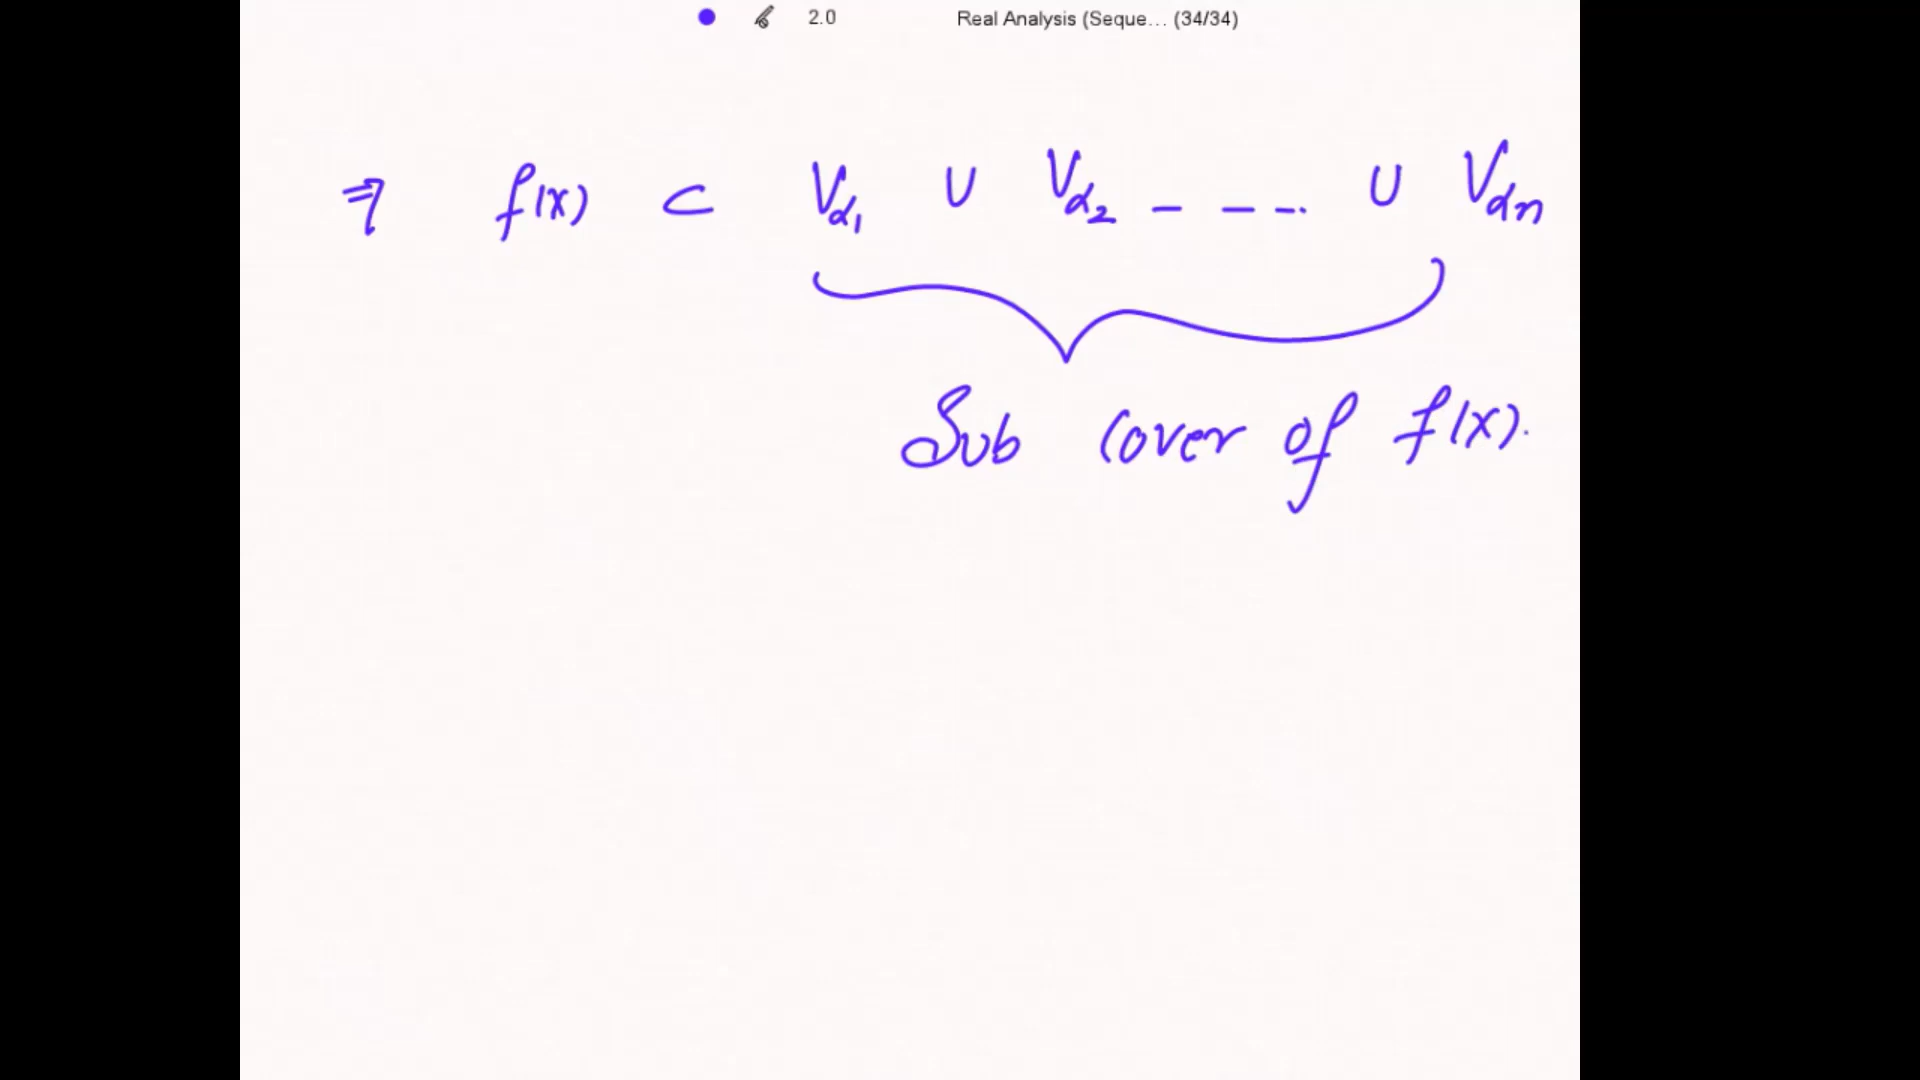 2.0 Real Analysis (Seque... (34/34)
⇒ f(x) ⊂ Vα₁ ∪ Vα₂ - - - .. ∪ Vαn
Sub cover of f(x).